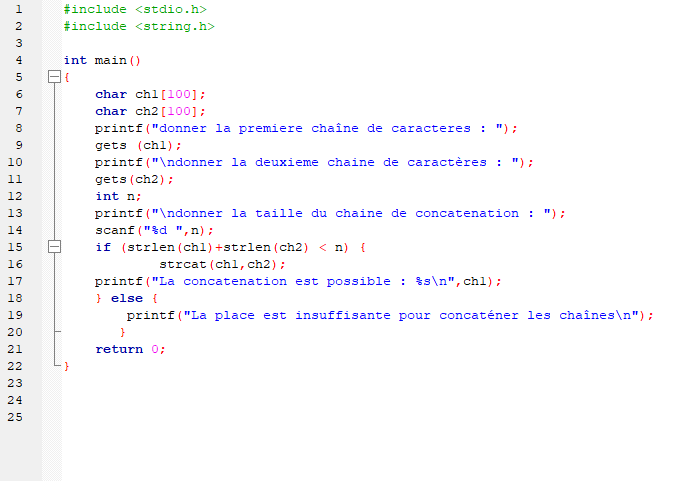 1 #include <stdio.h>
2 #include <string.h>
3
4 int main()
5 {
6 char ch1[100];
7 char ch2[100];
8 printf("donner la premiere chaîne de caracteres : ");
9 gets (ch1);
10 printf("\ndonner la deuxieme chaine de caractères : ");
11 gets(ch2);
12 int n;
13 printf("\ndonner la taille du chaine de concatenation : ");
14 scanf("%d ",n);
15 if (strlen(ch1)+strlen(ch2) < n) {
16 strcat(ch1,ch2);
17 printf("La concatenation est possible : %s\n",ch1);
18 } else {
19 printf("La place est insuffisante pour concaténer les chaînes\n");
20 }
21 return 0;
22 }
23
24
25